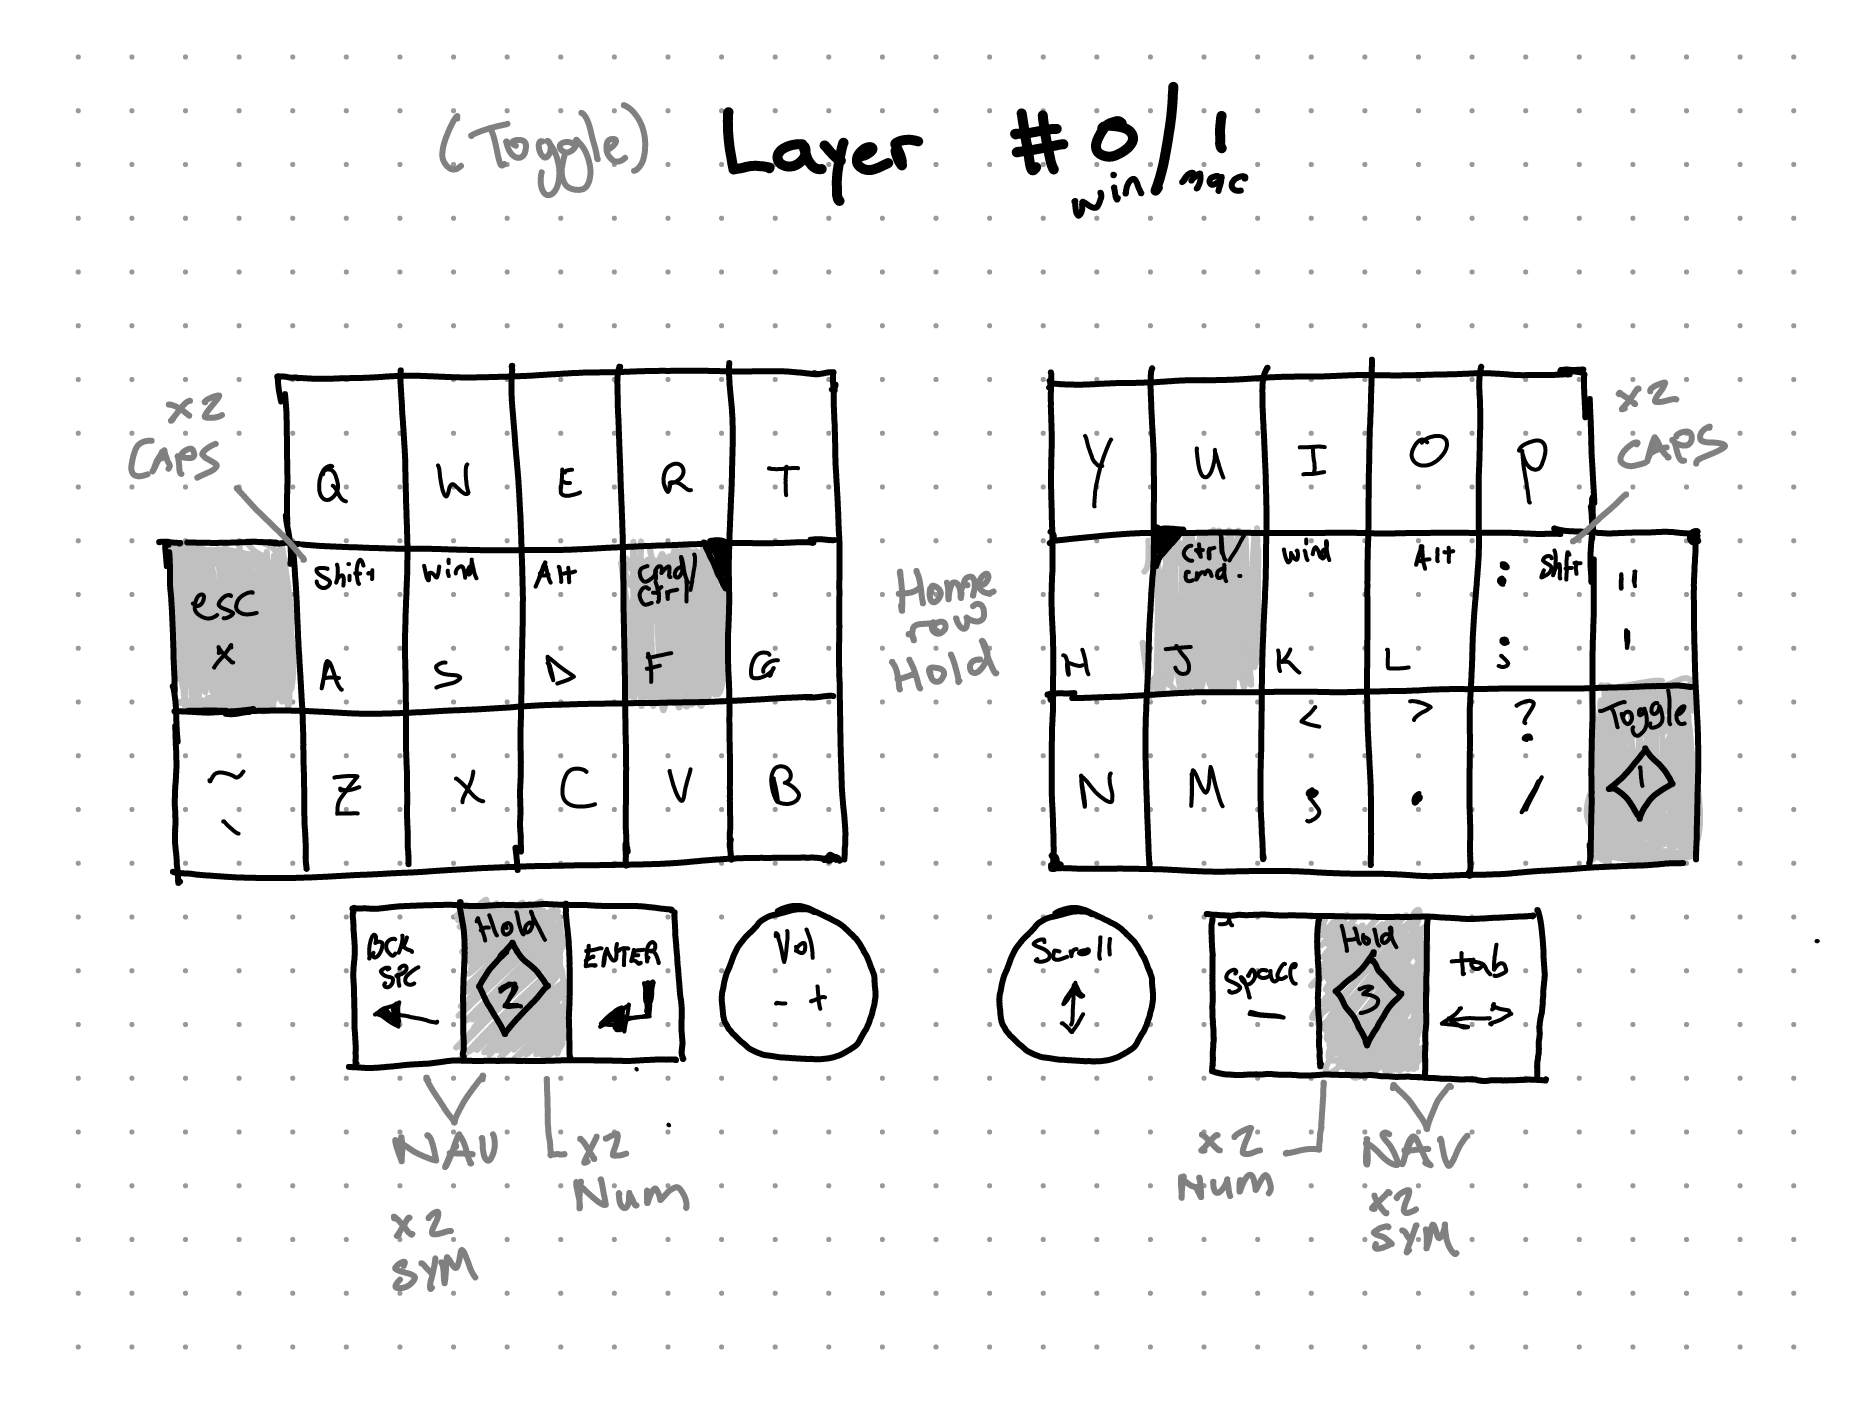 (Toggle) Layer #0/1
win/mac
x2
CAPS
x2
CAPS
Q W E R T
Y U I O P
esc
x
Shift Wind Alt cmd/
ctrl
A S D F G
Home
row
Hold
ctrl/
cmd.
Wind Alt : Shft "
H J K L ; '
~
`
Z X C V B
N M
< > ?
, . /
Toggle
1
BCK
SPC
Hold
2
ENTER
Vol
- +
Scroll
Space
Hold
3
tab
NAV
x2
SYM
x2
Num
x2
Num
NAV
x2
SYM